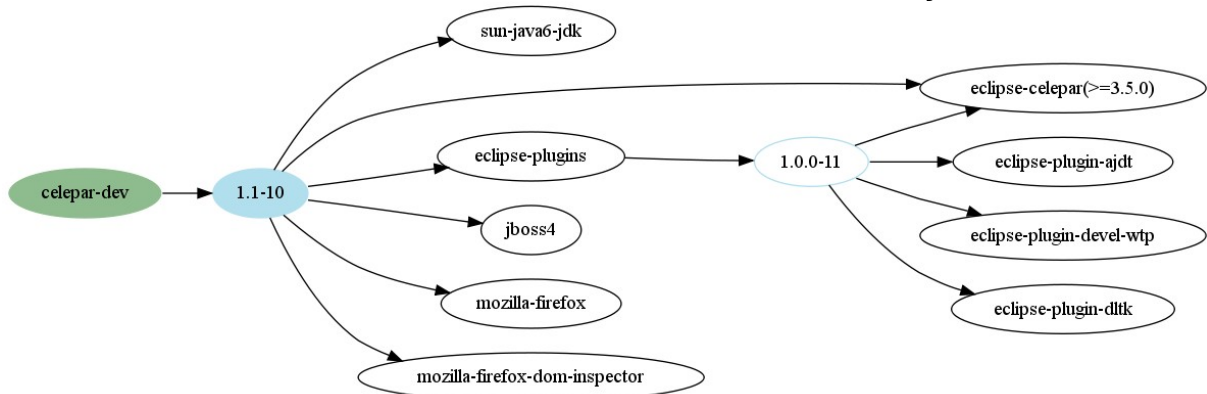 sun-java6-jdk
eclipse-celepar(>=3.5.0)
eclipse-plugins
1.0.0-11
eclipse-plugin-ajdt
celepar-dev
1.1-10
jboss4
eclipse-plugin-devel-wtp
mozilla-firefox
eclipse-plugin-dltk
mozilla-firefox-dom-inspector